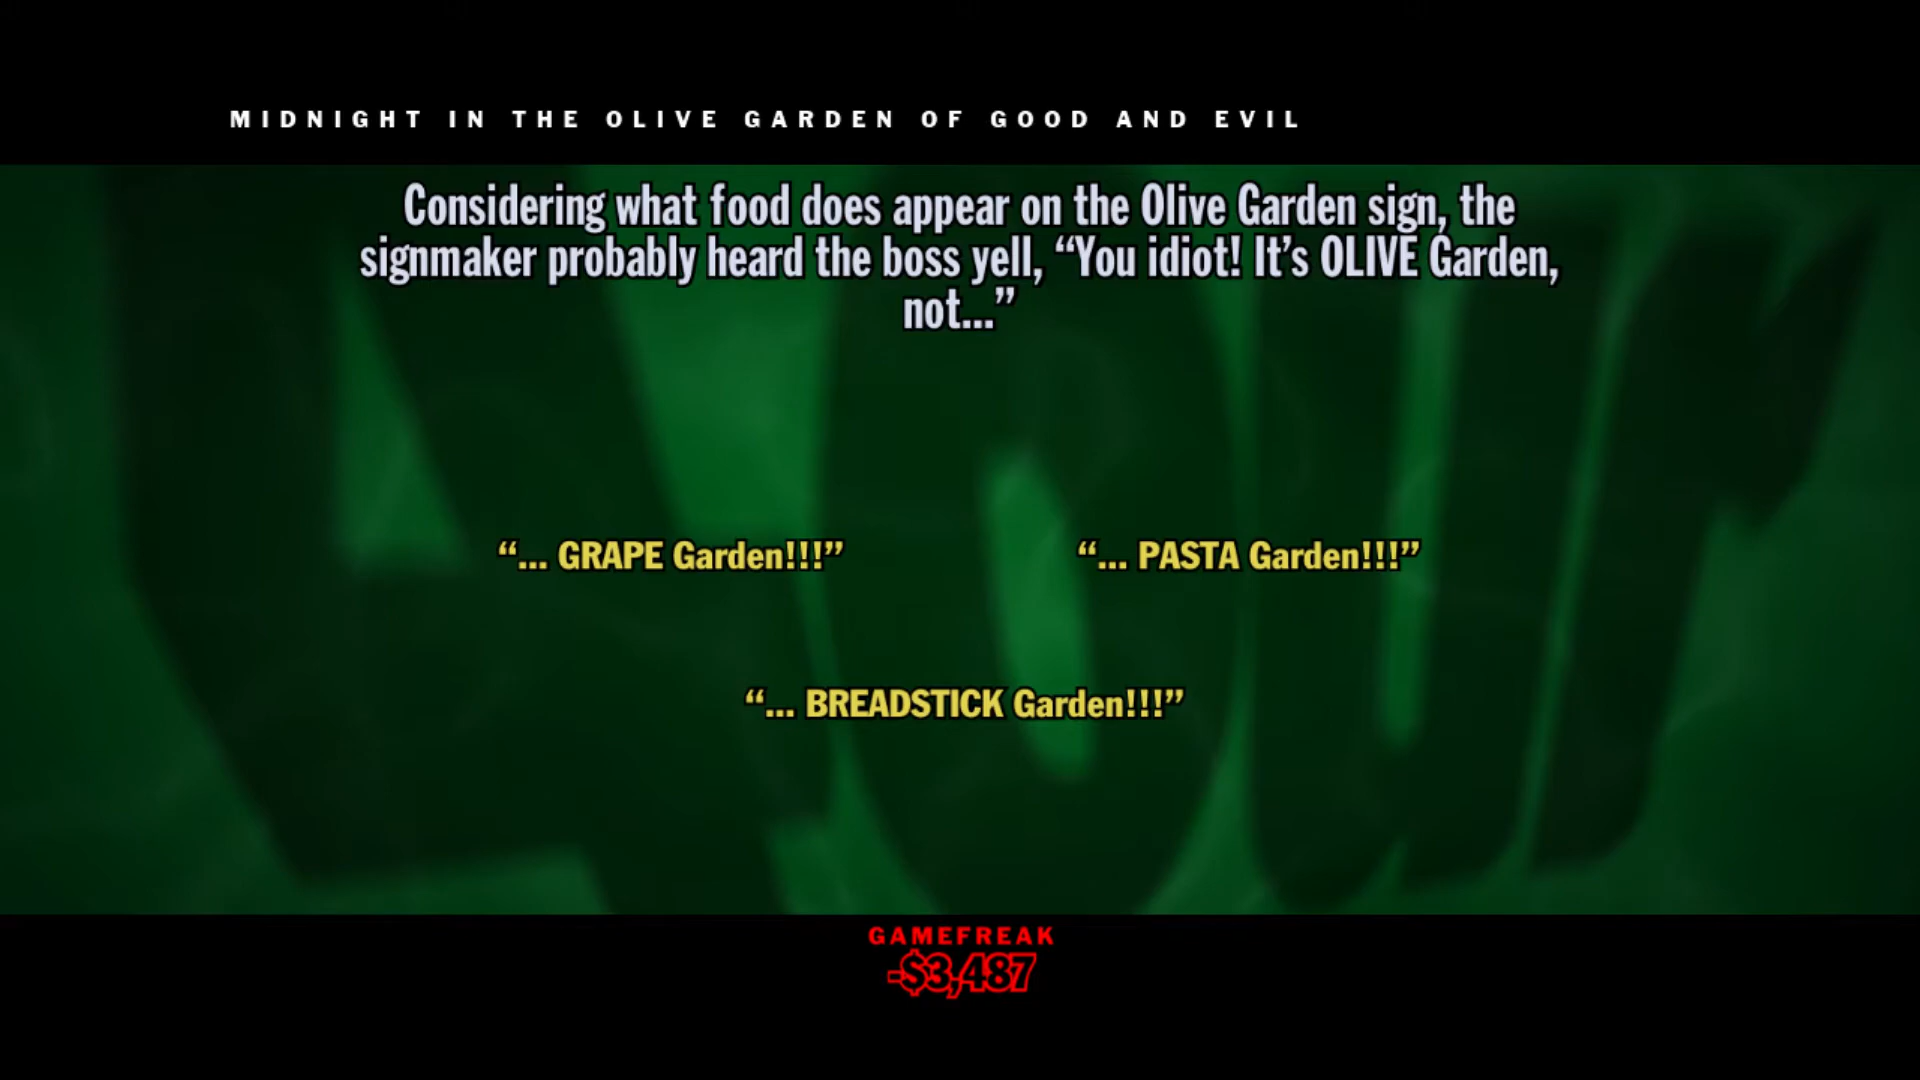 MIDNIGHT IN THE OLIVE GARDEN OF GOOD AND EVIL
Considering what food does appear on the Olive Garden sign, the
signmaker probably heard the boss yell, “You idiot! It’s OLIVE Garden,
not...”
“... GRAPE Garden!!!”
“... PASTA Garden!!!”
“... BREADSTICK Garden!!!”
GAMEFREAK
-$3,487